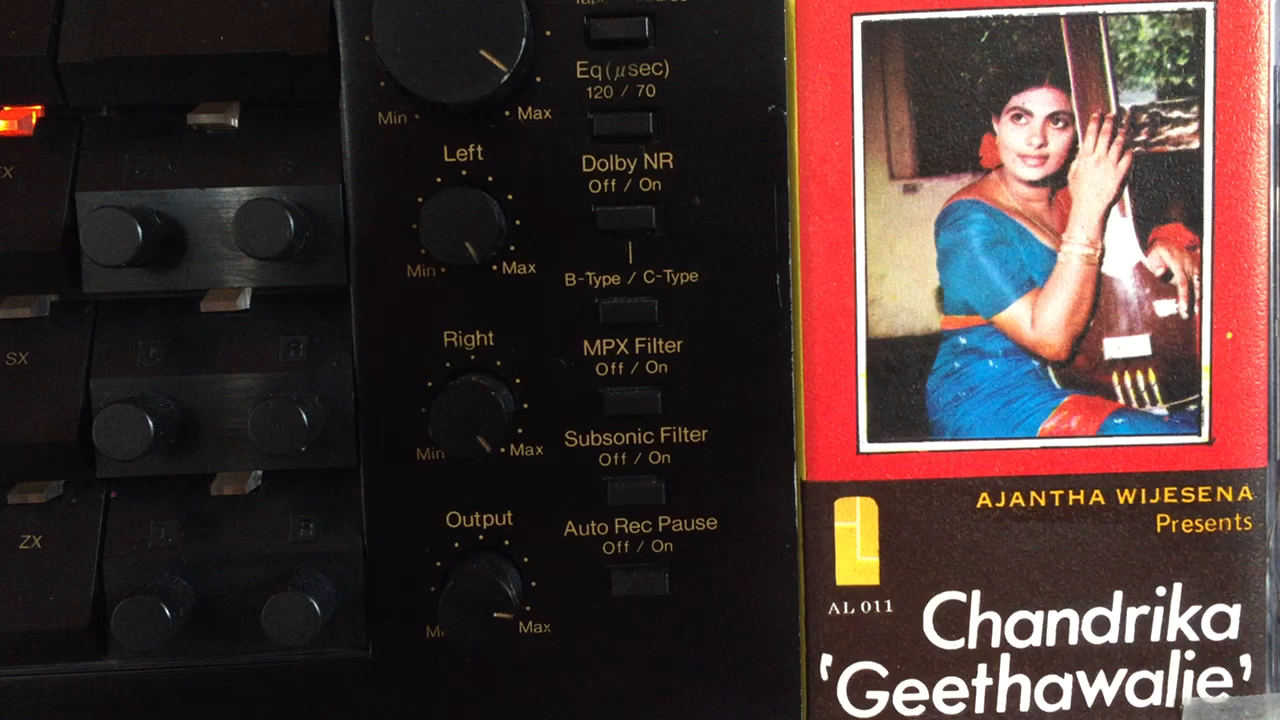 Eq(µsec)
120 / 70
Min
Max
Left
Dolby NR
Off / On
Min
Max
B-Type / C-Type
SX
Right
MPX Filter
Off / On
Min
Max
Subsonic Filter
Off / On
ZX
Output
Auto Rec Pause
Off / On
Max
AJANTHA WIJESENA
Presents
AL 011
Chandrika
'Geethawalie'